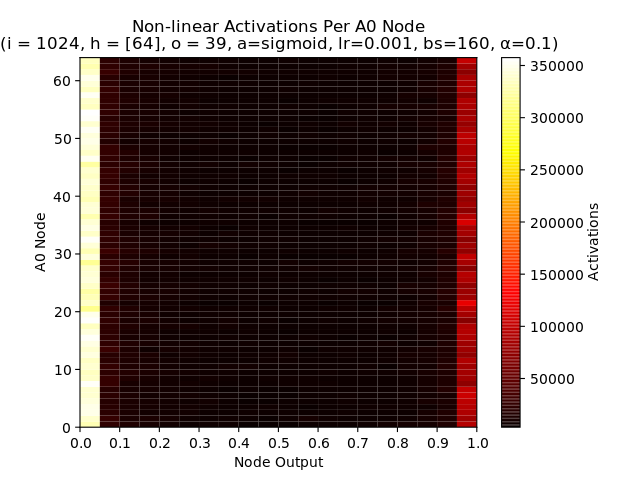 Non-linear Activations Per A0 Node
(i = 1024, h = [64], o = 39, a=sigmoid, lr=0.001, bs=160, α=0.1)
A0 Node
60
50
40
30
20
10
0
0.0 0.1 0.2 0.3 0.4 0.5 0.6 0.7 0.8 0.9 1.0
Node Output
350000
300000
250000
200000
150000
100000
50000
Activations